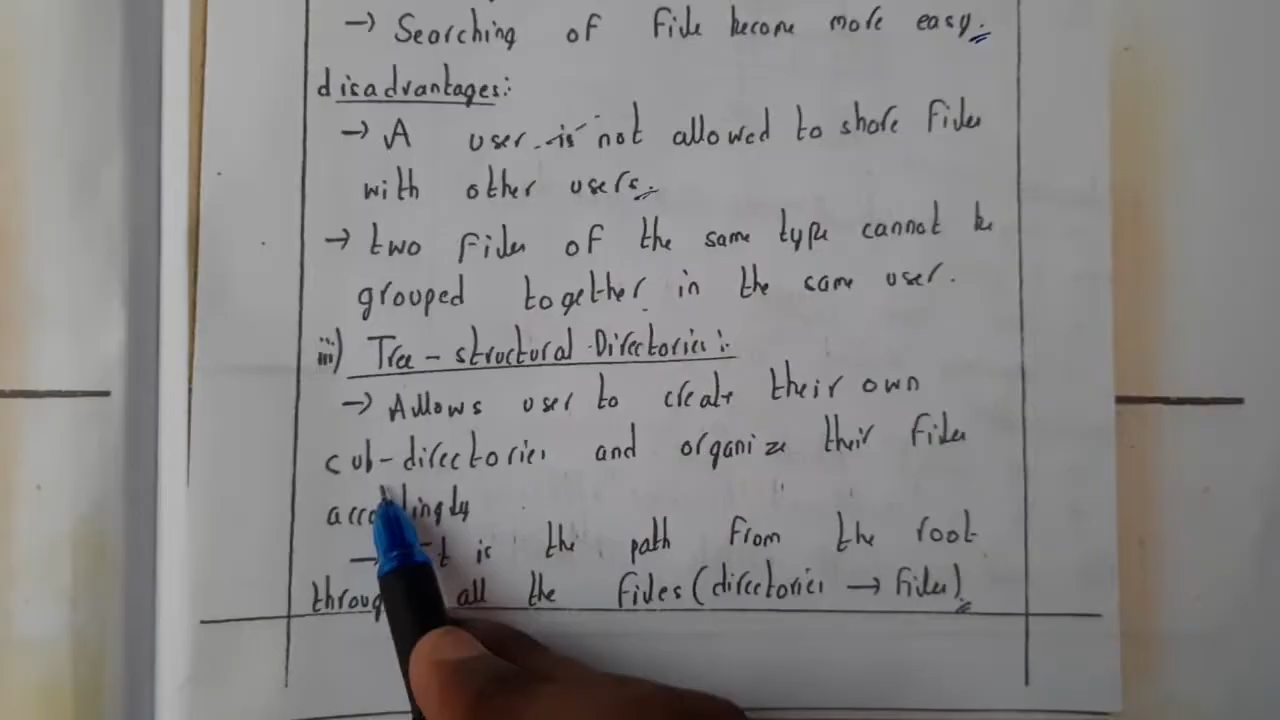 → Searching of File become more easy.
disadvantages:
→ A user is not allowed to share Files
with other users.
→ two Files of the same type cannot be
grouped together in the same user.
iii) Tree-structural Directories:
→ Allows user to create their own
sub-directories and organize their Files
accordingly
→ It is the path From the root
through all the Files (directories → Files).